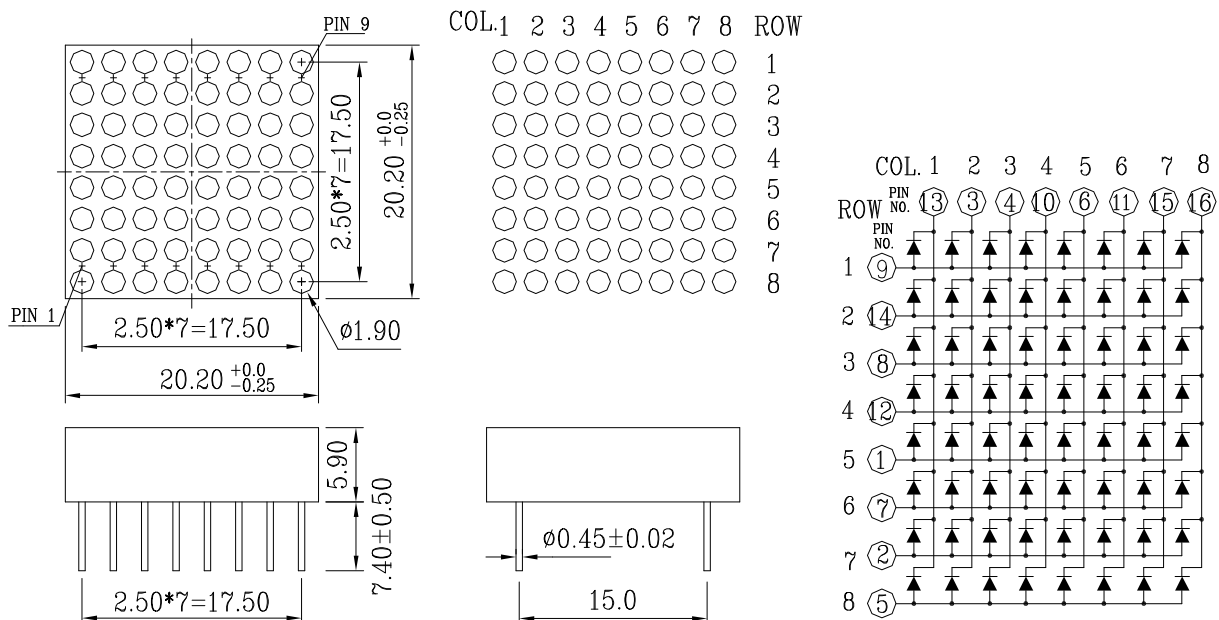 PIN 9
2.50*7=17.50
20.20 +0.0 -0.25
PIN 1
2.50*7=17.50
ø1.90
20.20 +0.0 -0.25
COL. 1 2 3 4 5 6 7 8 ROW
1
2
3
4
5
6
7
8
5.90
7.40±0.50
2.50*7=17.50
ø0.45±0.02
15.0
COL. 1 2 3 4 5 6 7 8
PIN NO. 13 3 4 10 6 11 15 16
ROW
PIN NO.
1 9
2 14
3 8
4 12
5 1
6 7
7 2
8 5